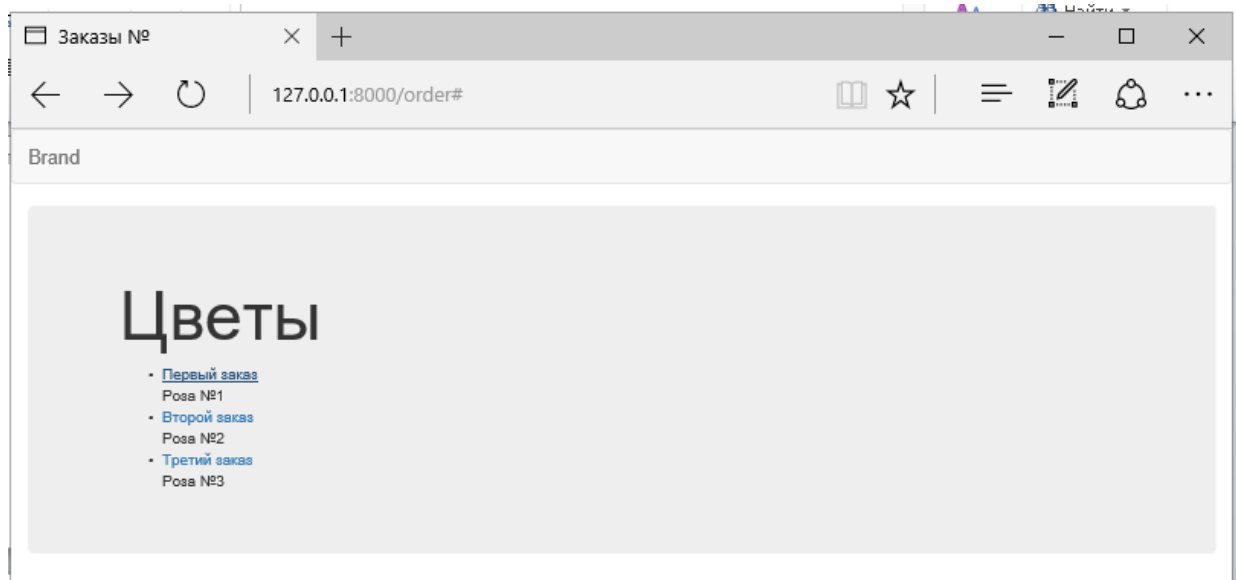 Найти
Заказы №
127.0.0.1:8000/order#
Brand
Цветы
Первый заказ
Роза №1
Второй заказ
Роза №2
Третий заказ
Роза №3